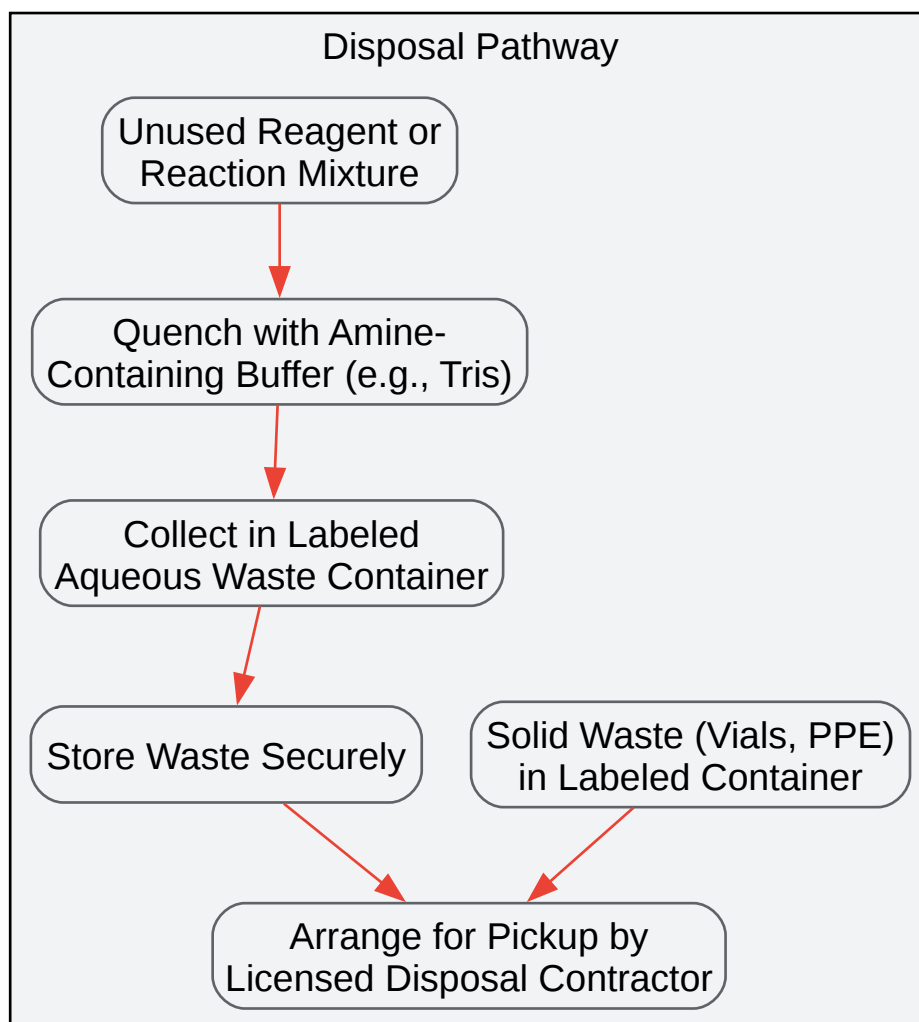 Disposal Pathway
Unused Reagent or
Reaction Mixture
Quench with Amine-
Containing Buffer (e.g., Tris)
Collect in Labeled
Aqueous Waste Container
Store Waste Securely
Solid Waste (Vials, PPE)
in Labeled Container
Arrange for Pickup by
Licensed Disposal Contractor